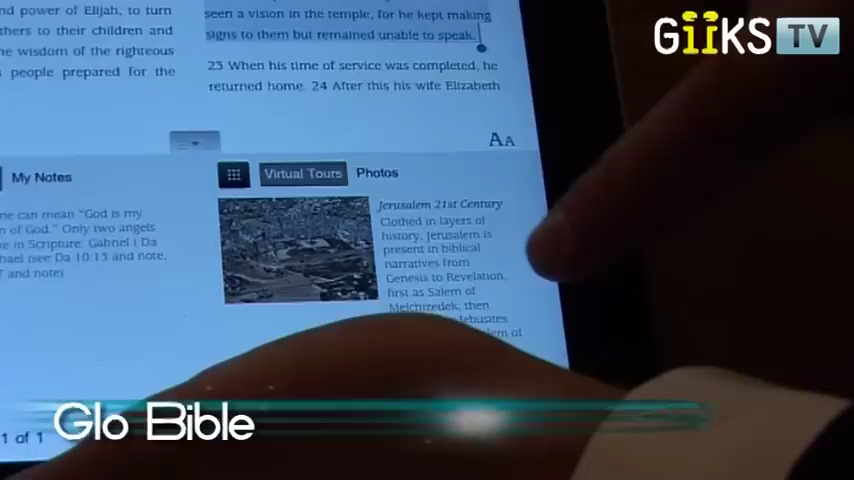 d power of Elijah, to turn
thers to their children and
e wisdom of the righteous
people prepared for the
seen a vision in the temple, for he kept making
signs to them but remained unable to speak.
23 When his time of service was completed, he
returned home. 24 After this his wife Elizabeth
GiiKS TV
AA
My Notes
ne can mean "God is my
n of God." Only two angels
e in Scripture: Gabriel i Da
hael (see Da 10:13 and note,
and note)
Virtual Tours
Photos
Jerusalem 21st Century
Clothed in layers of
history, Jerusalem is
present in biblical
narratives from
Genesis to Revelation,
first as Salem of
Melchizedek, then
Jebusites
lem of
Glo Bible
1 of 1